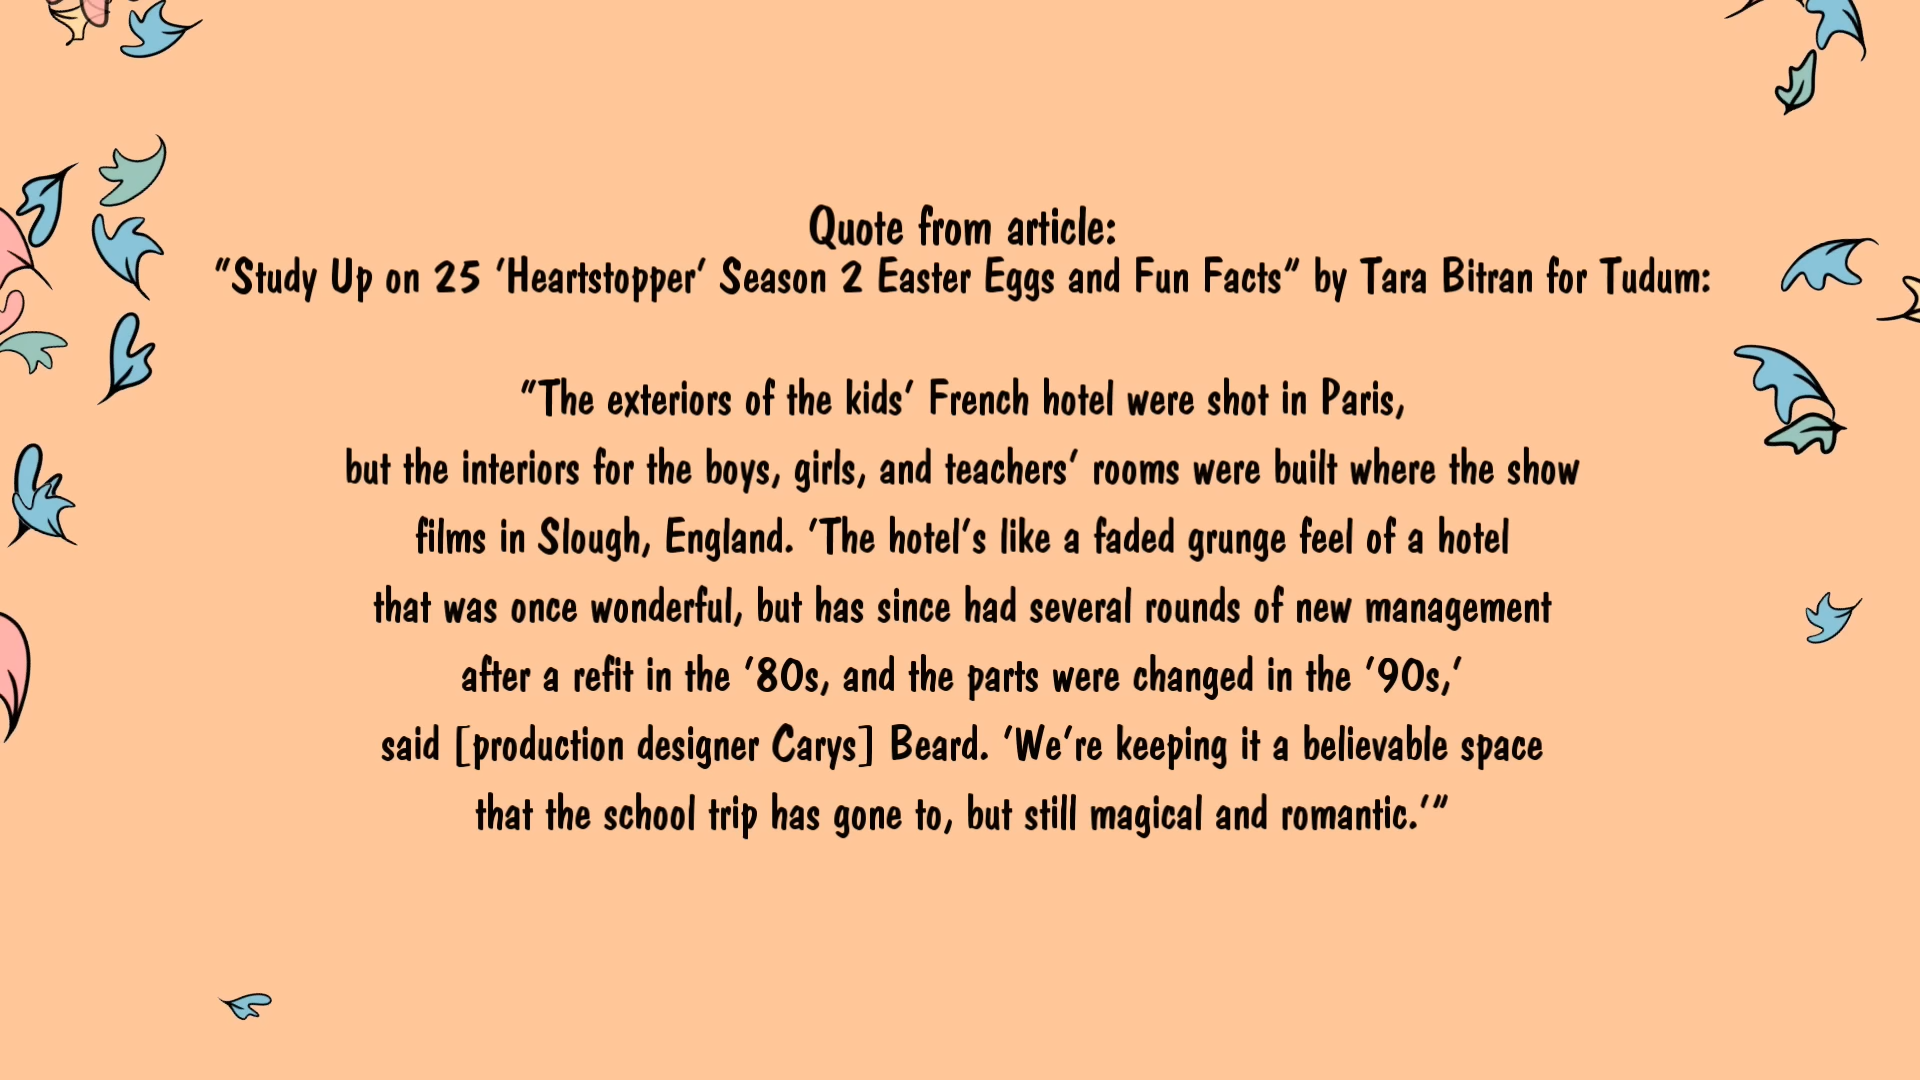 Quote from article:
"Study Up on 25 'Heartstopper' Season 2 Easter Eggs and Fun Facts" by Tara Bitran for Tudum:
"The exteriors of the kids' French hotel were shot in Paris,
but the interiors for the boys, girls, and teachers' rooms were built where the show
films in Slough, England. 'The hotel's like a faded grunge feel of a hotel
that was once wonderful, but has since had several rounds of new management
after a refit in the '80s, and the parts were changed in the '90s,'
said [production designer Carys] Beard. 'We're keeping it a believable space
that the school trip has gone to, but still magical and romantic.'"